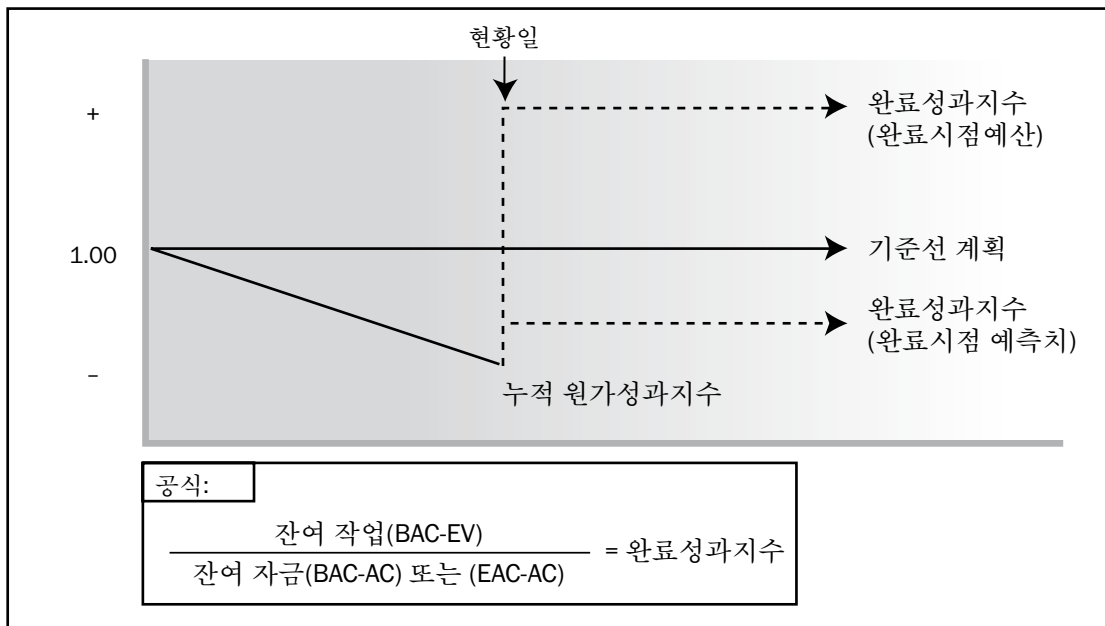 현황일
+
완료성과지수
(완료시점예산)
1.00
기준선 계획
완료성과지수
(완료시점 예측치)
–
누적 원가성과지수
공식:
잔여 작업(BAC-EV)
잔여 자금(BAC-AC) 또는 (EAC-AC)
= 완료성과지수